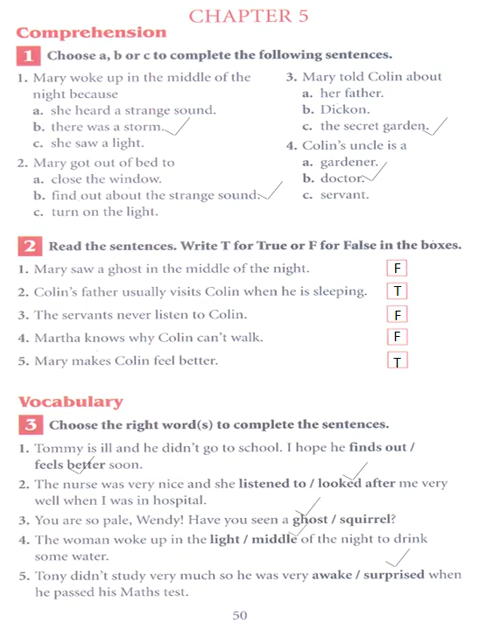 CHAPTER 5
Comprehension
1 Choose a, b or c to complete the following sentences.
1. Mary woke up in the middle of the
night because
a. she heard a strange sound.
b. there was a storm.
c. she saw a light.
2. Mary got out of bed to
a. close the window.
b. find out about the strange sound.
c. turn on the light.
3. Mary told Colin about
a. her father.
b. Dickon.
c. the secret garden.
4. Colin's uncle is a
a. gardener.
b. doctor.
c. servant.
2 Read the sentences. Write T for True or F for False in the boxes.
1. Mary saw a ghost in the middle of the night. F
2. Colin's father usually visits Colin when he is sleeping. T
3. The servants never listen to Colin. F
4. Martha knows why Colin can't walk. F
5. Mary makes Colin feel better. T
Vocabulary
3 Choose the right word(s) to complete the sentences.
1. Tommy is ill and he didn't go to school. I hope he finds out /
feels better soon.
2. The nurse was very nice and she listened to / looked after me very
well when I was in hospital.
3. You are so pale, Wendy! Have you seen a ghost / squirrel?
4. The woman woke up in the light / middle of the night to drink
some water.
5. Tony didn't study very much so he was very awake / surprised when
he passed his Maths test.
50